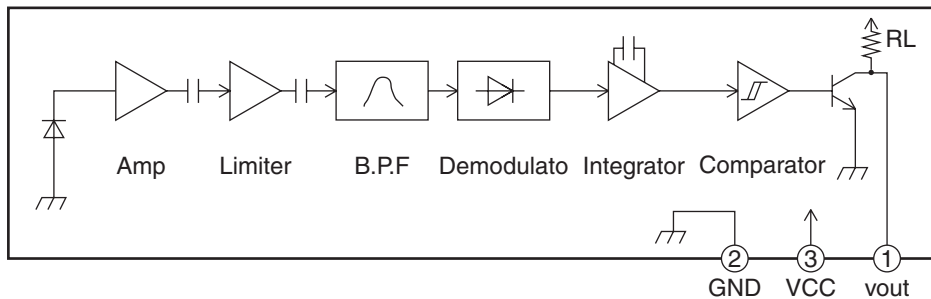 RL
Amp Limiter B.P.F Demodulato Integrator Comparator
2 3 1
GND VCC vout